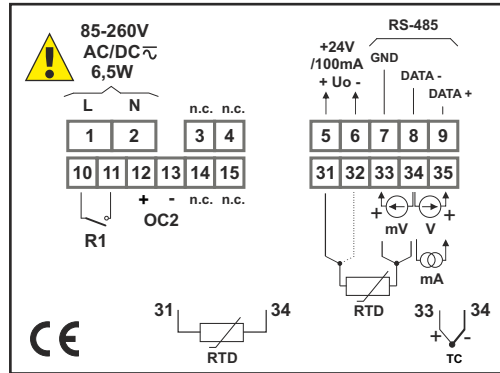 85-260V
AC/DC
6,5W
L N
n.c. n.c.
1 2 3 4
10 11 12 13 14 15
+ - n.c. n.c.
OC2
R1
RS-485
+24V
/100mA
+ Uo -
GND
DATA -
DATA +
5 6 7 8 9
31 32 33 34 35
+ +
mV V
mA
RTD
31 34
RTD
33 34
+ -
TC
CE